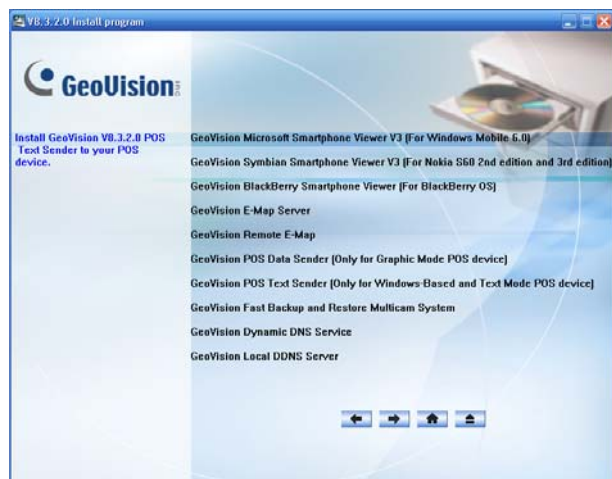 V8.3.2.0 Install program
GeoVision
Install GeoVision V8.3.2.0 POS
Text Sender to your POS
device.
GeoVision Microsoft Smartphone Viewer V3 (For Windows Mobile 6.0)
GeoVision Symbian Smartphone Viewer V3 (For Nokia S60 2nd edition and 3rd edition)
GeoVision BlackBerry Smartphone Viewer (For BlackBerry OS)
GeoVision E-Map Server
GeoVision Remote E-Map
GeoVision POS Data Sender (Only for Graphic Mode POS device)
GeoVision POS Text Sender (Only for Windows-Based and Text Mode POS device)
GeoVision Fast Backup and Restore Multicam System
GeoVision Dynamic DNS Service
GeoVision Local DDNS Server